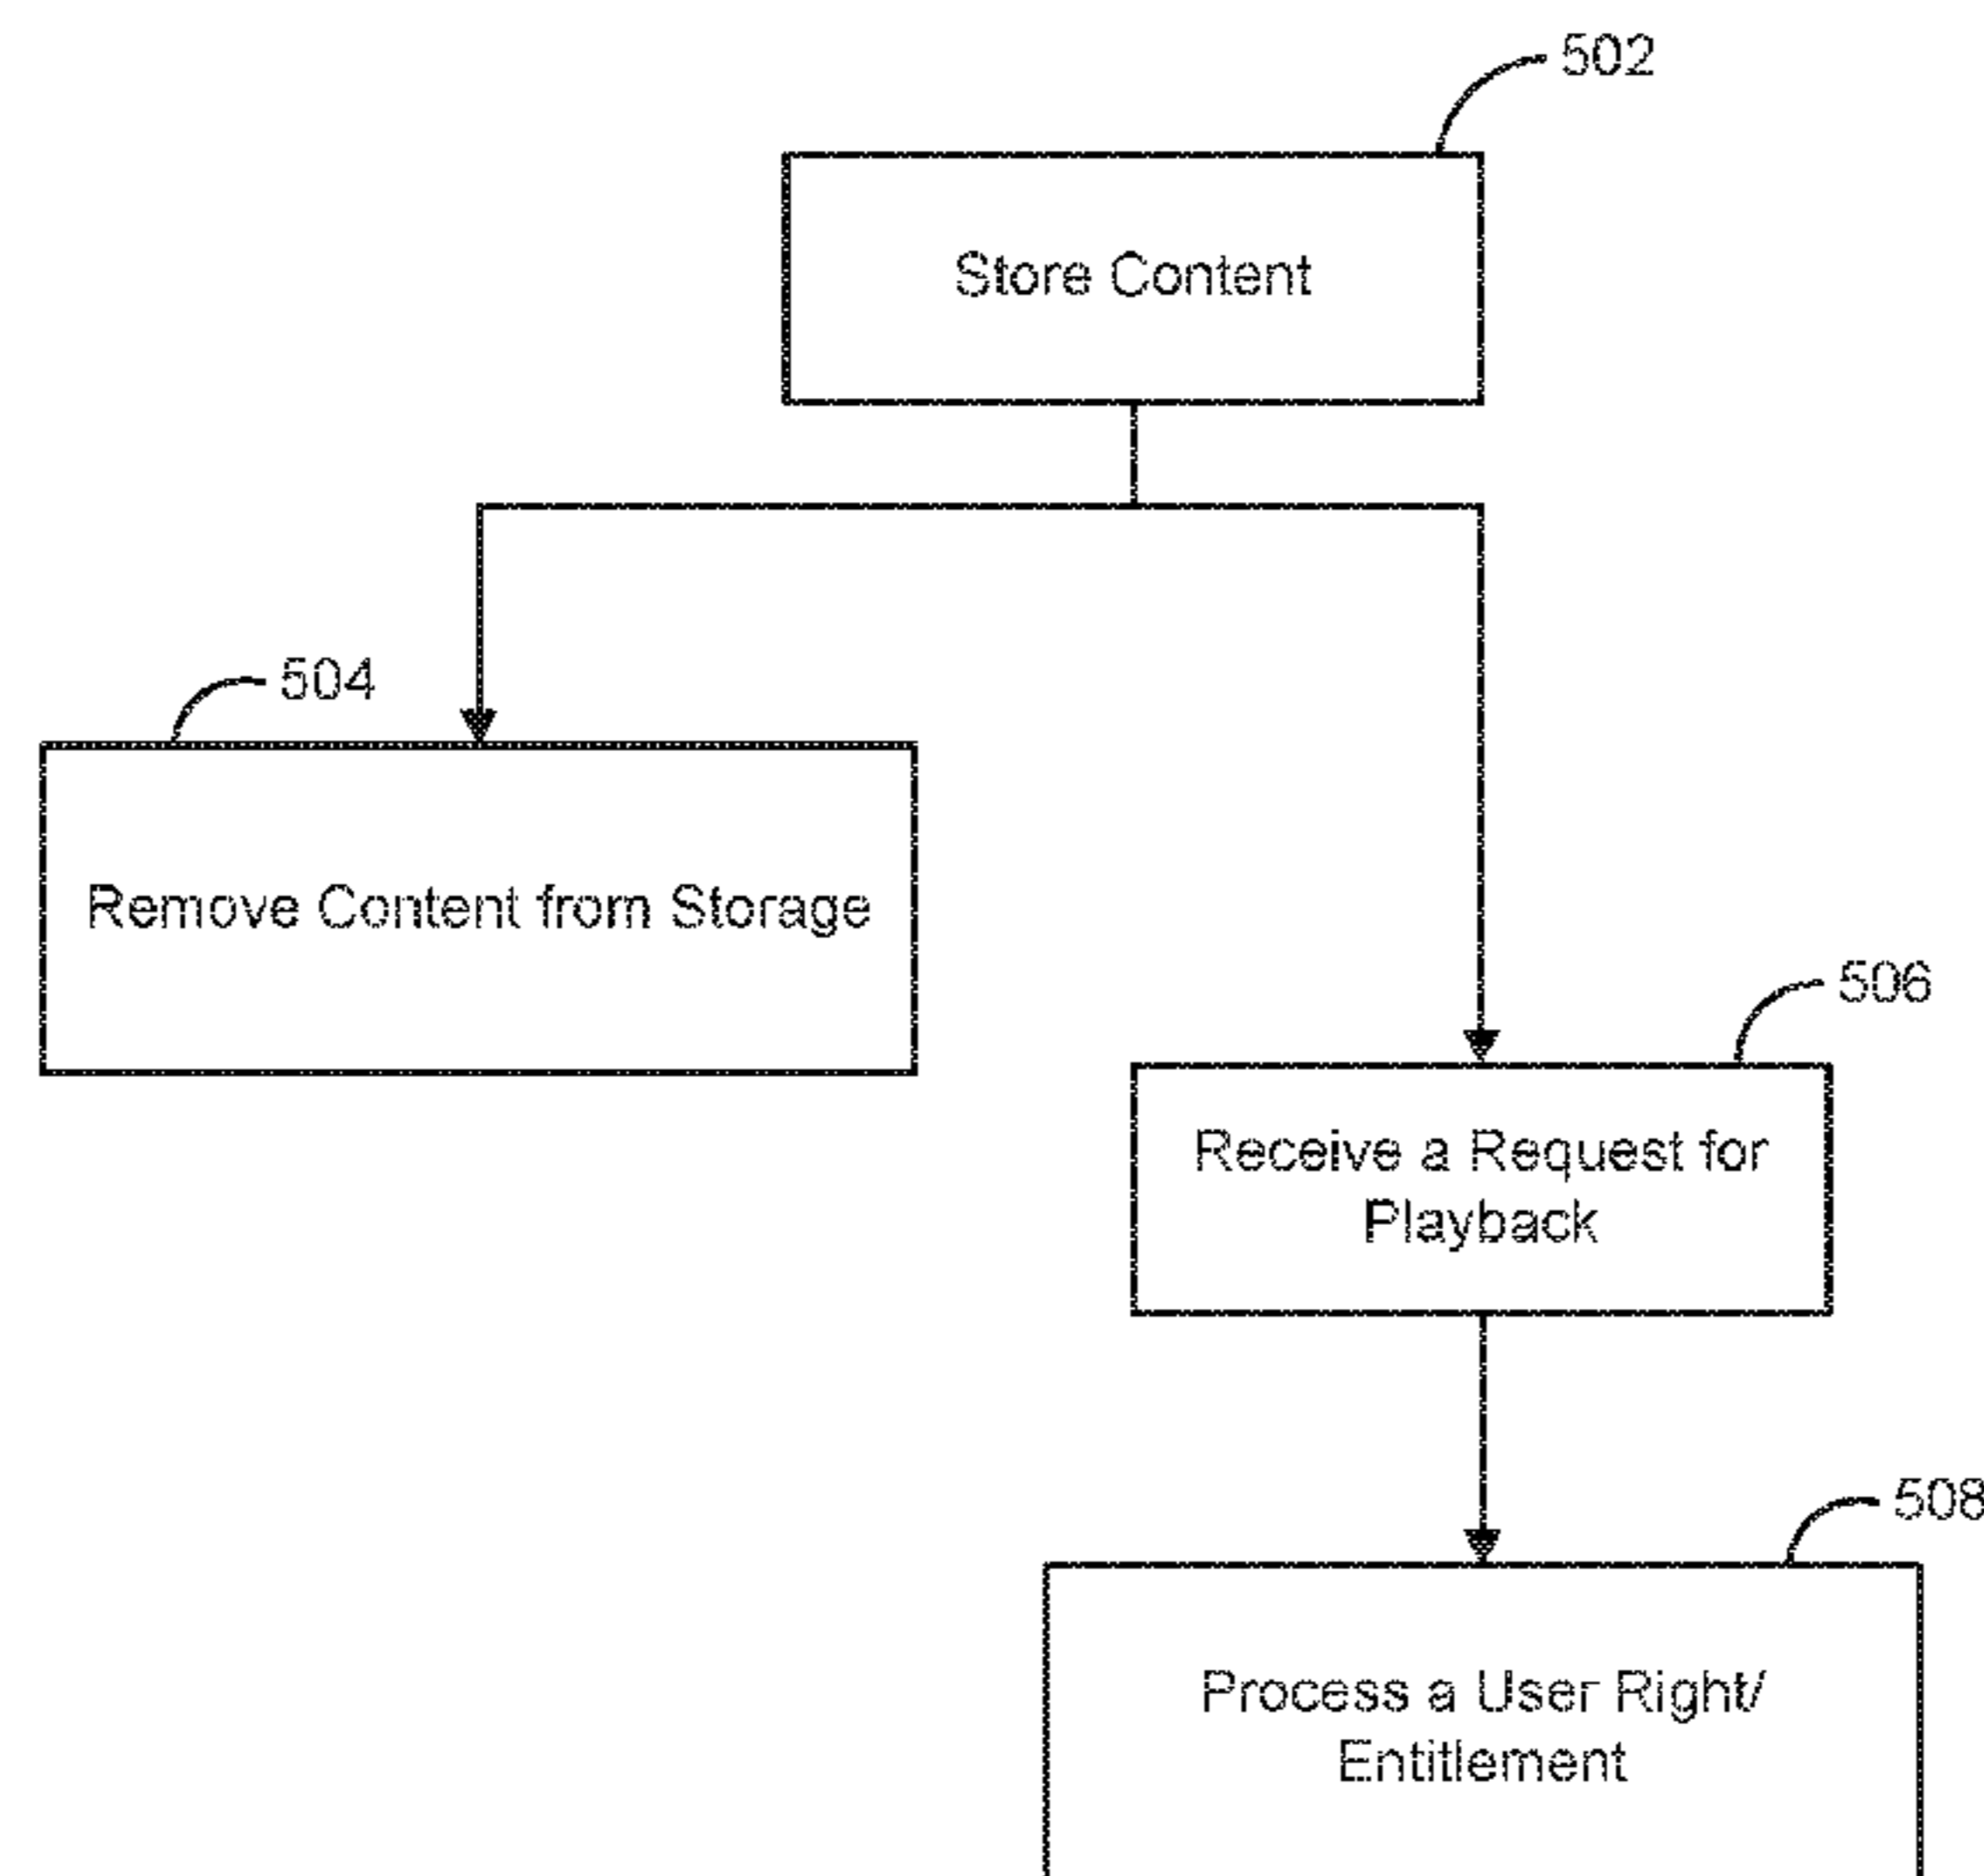 502
Store Content
504
Remove Content from Storage
506
Receive a Request for
Playback
508
Process a User Right/
Entitlement